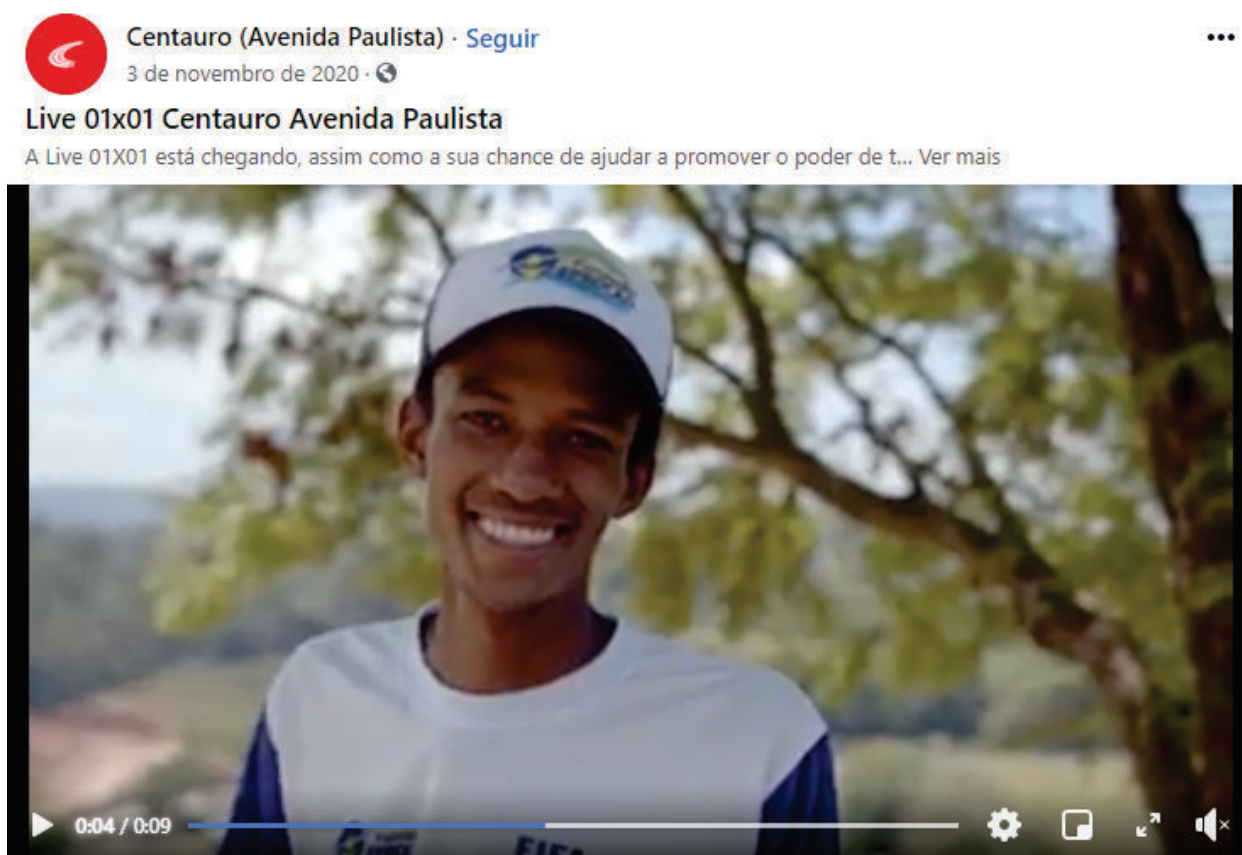 Centauro (Avenida Paulista) · Seguir
3 de novembro de 2020 ·
Live 01x01 Centauro Avenida Paulista
A Live 01X01 está chegando, assim como a sua chance de ajudar a promover o poder de t... Ver mais
0:04 / 0:09